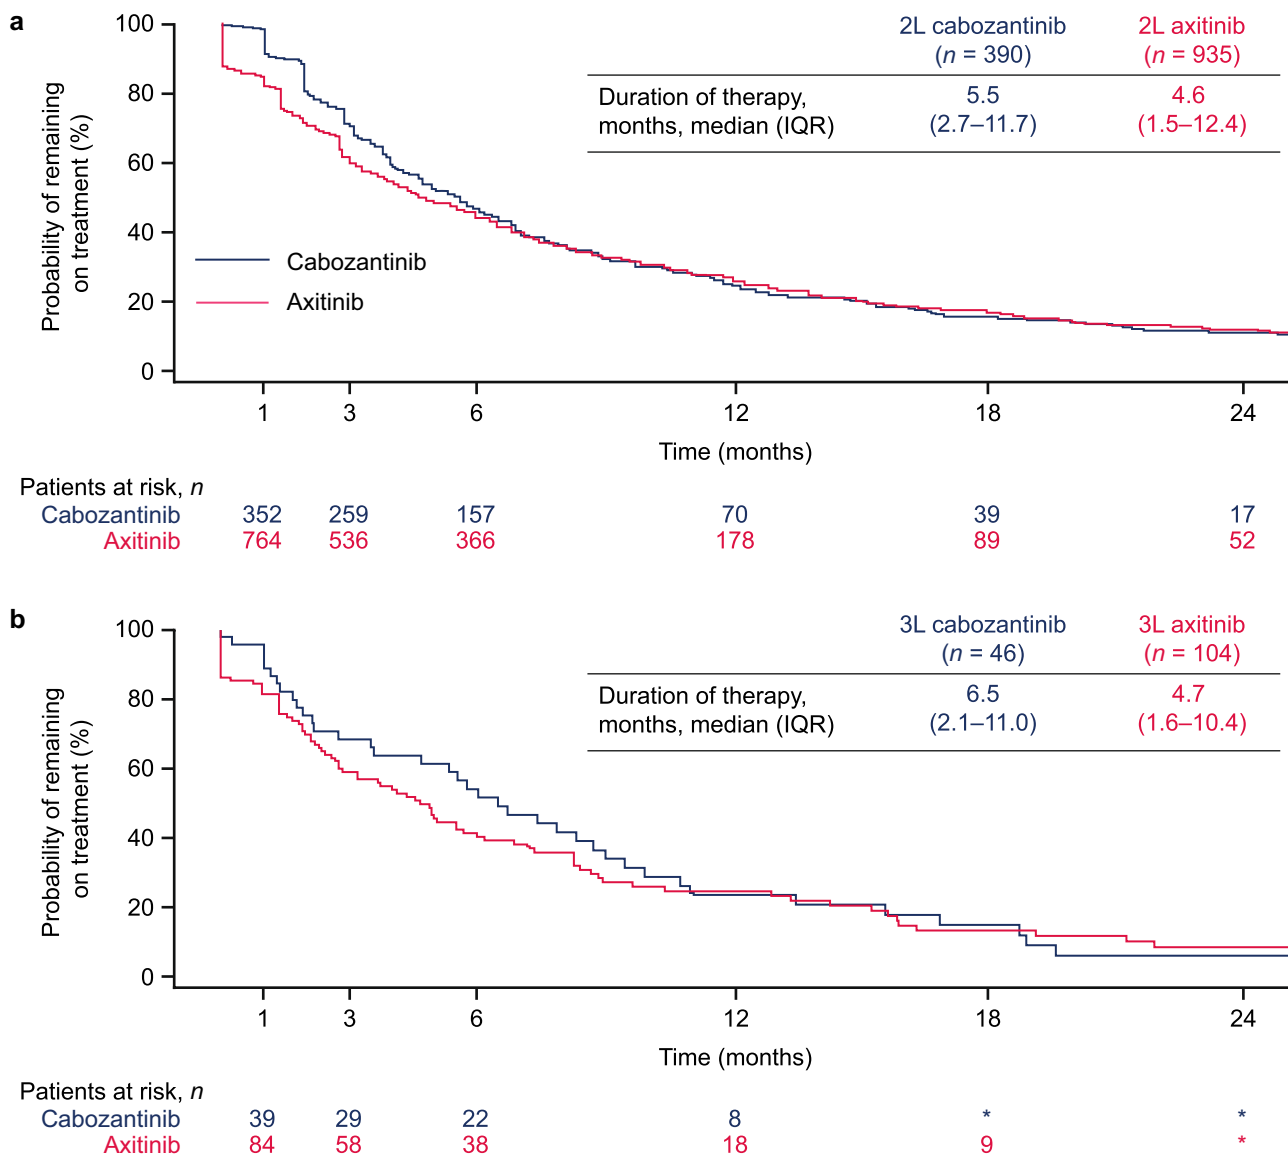 a
2L cabozantinib 2L axitinib
(n = 390) (n = 935)
Duration of therapy, 5.5 4.6
months, median (IQR) (2.7–11.7) (1.5–12.4)
Probability of remaining
on treatment (%)
100
80
60
40
20
0
Cabozantinib
Axitinib
1 3 6 12 18 24
Time (months)
Patients at risk, n
Cabozantinib 352 259 157 70 39 17
Axitinib 764 536 366 178 89 52
b
3L cabozantinib 3L axitinib
(n = 46) (n = 104)
Duration of therapy, 6.5 4.7
months, median (IQR) (2.1–11.0) (1.6–10.4)
Probability of remaining
on treatment (%)
100
80
60
40
20
0
1 3 6 12 18 24
Time (months)
Patients at risk, n
Cabozantinib 39 29 22 8 * *
Axitinib 84 58 38 18 9 *